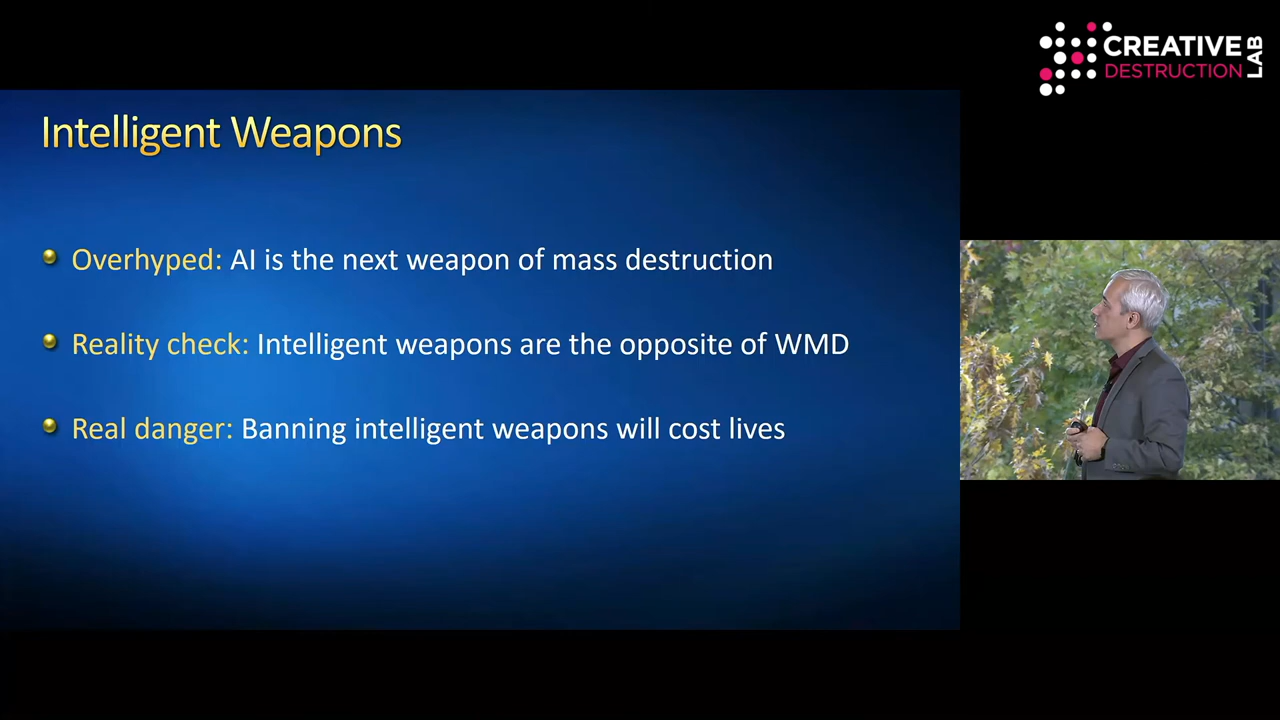 CREATIVE
DESTRUCTION
LAB
Intelligent Weapons
Overhyped: AI is the next weapon of mass destruction
Reality check: Intelligent weapons are the opposite of WMD
Real danger: Banning intelligent weapons will cost lives